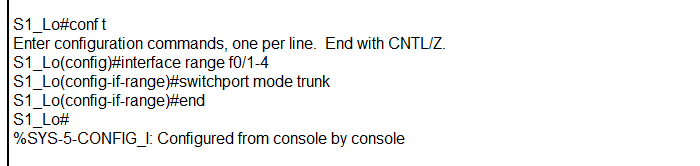 S1_Lo#conf t
Enter configuration commands, one per line.  End with CNTL/Z.
S1_Lo(config)#interface range f0/1-4
S1_Lo(config-if-range)#switchport mode trunk
S1_Lo(config-if-range)#end
S1_Lo#
%SYS-5-CONFIG_I: Configured from console by console